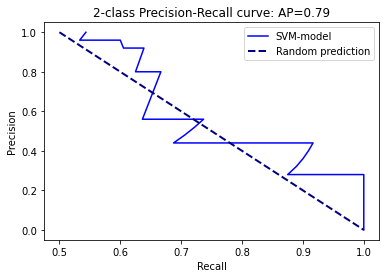 2-class Precision-Recall curve: AP=0.79
SVM-model
Random prediction
Precision
1.0
0.8
0.6
0.4
0.2
0.0
0.5
0.6
0.7
0.8
0.9
1.0
Recall